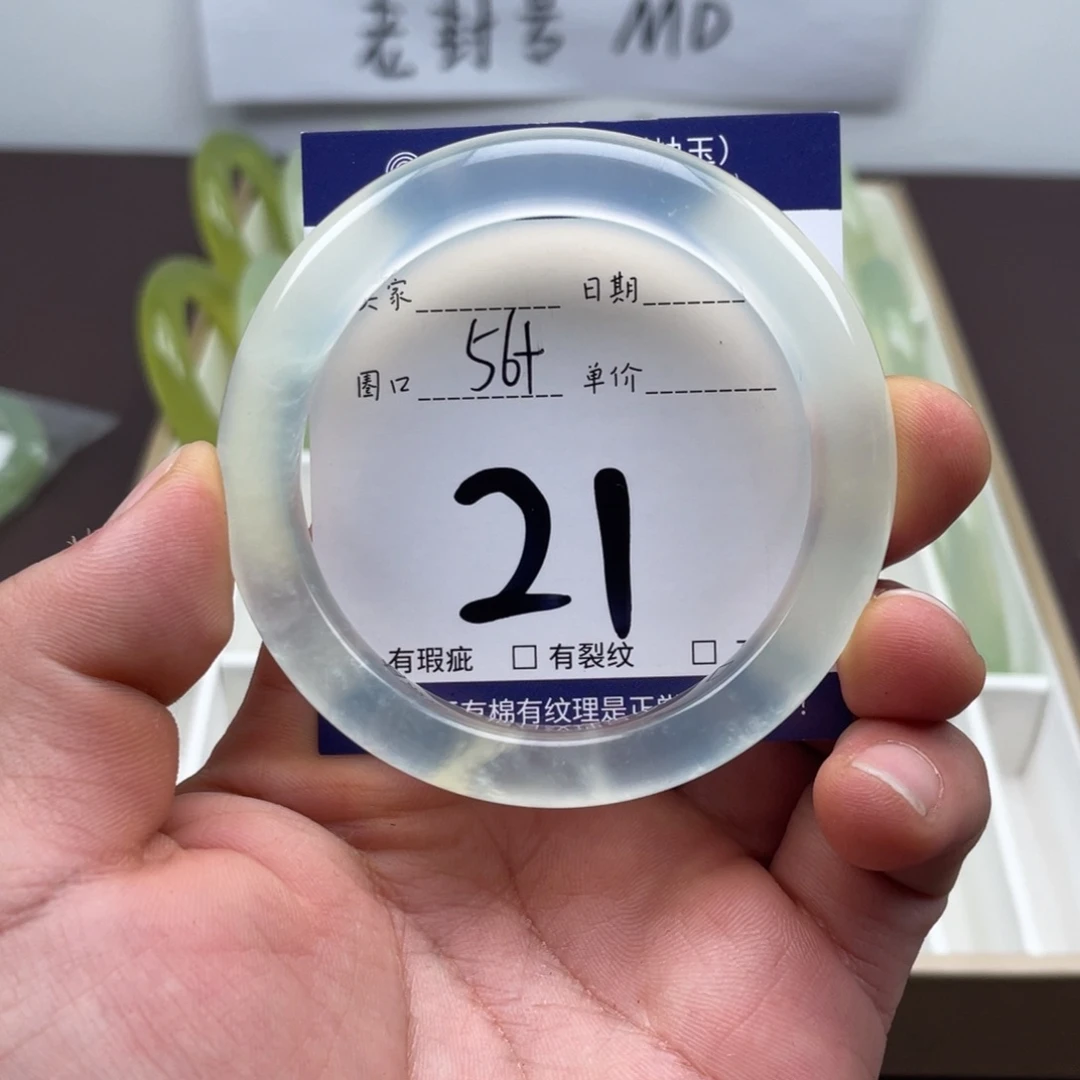 老封号 MD
玉）
家 日期
圈口 56+ 单价
21
有瑕疵 □ 有裂纹 □
有棉有纹理是正常 ！